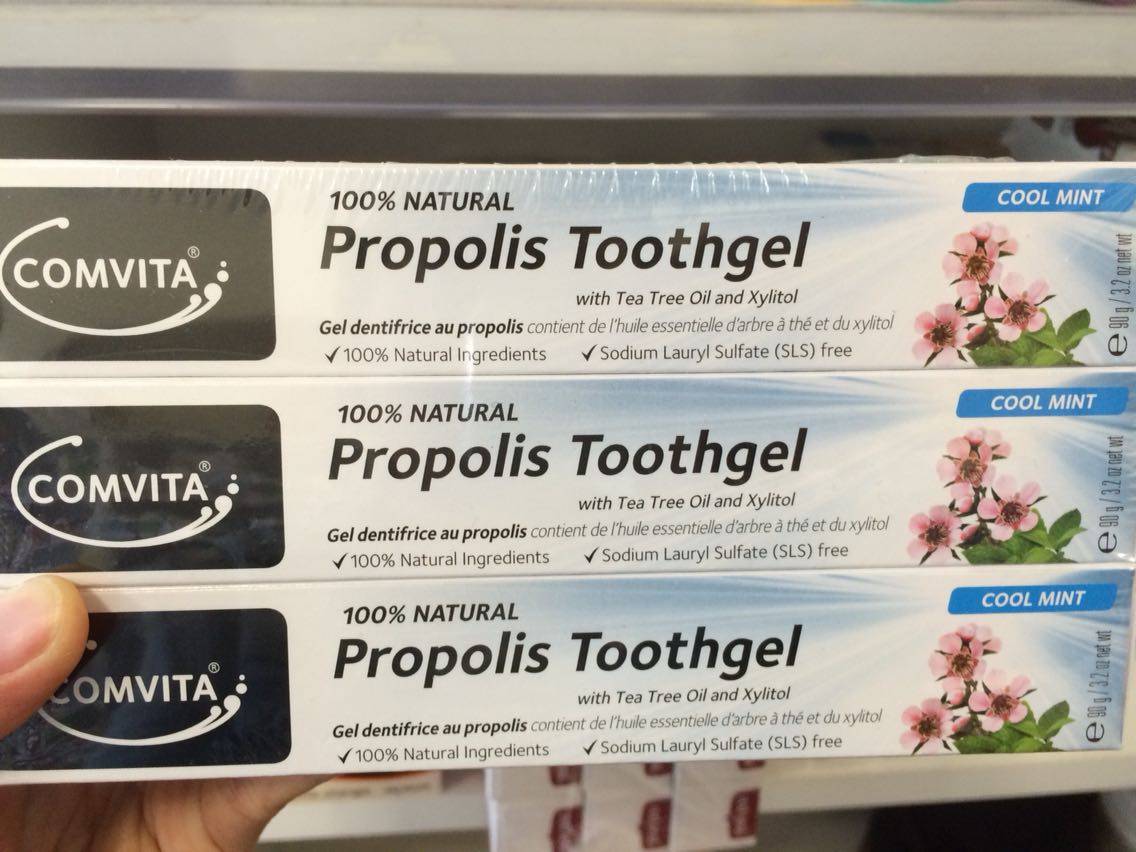 100% NATURAL
COOL MINT
COMVITA®
Propolis Toothgel
with Tea Tree Oil and Xylitol
Gel dentifrice au propolis contient de l'huile essentielle d'arbre à thé et du xylitol
✓ 100% Natural Ingredients ✓ Sodium Lauryl Sulfate (SLS) free
e 90 g / 3.2 oz net wt
100% NATURAL
COOL MINT
COMVITA®
Propolis Toothgel
with Tea Tree Oil and Xylitol
Gel dentifrice au propolis contient de l'huile essentielle d'arbre à thé et du xylitol
✓ 100% Natural Ingredients ✓ Sodium Lauryl Sulfate (SLS) free
e 90 g / 3.2 oz net wt
100% NATURAL
COOL MINT
COMVITA®
Propolis Toothgel
with Tea Tree Oil and Xylitol
Gel dentifrice au propolis contient de l'huile essentielle d'arbre à thé et du xylitol
✓ 100% Natural Ingredients ✓ Sodium Lauryl Sulfate (SLS) free
e 90 g / 3.2 oz net wt